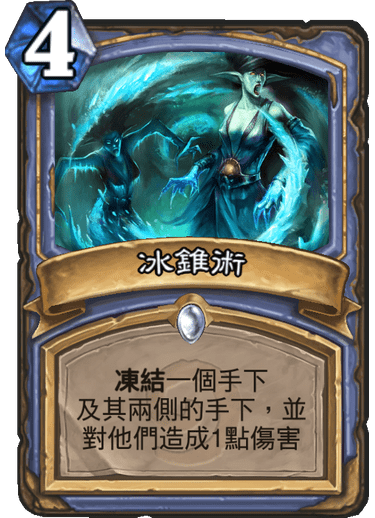 4
冰錐術
凍結一個手下
及其兩側的手下，並
對他們造成1點傷害